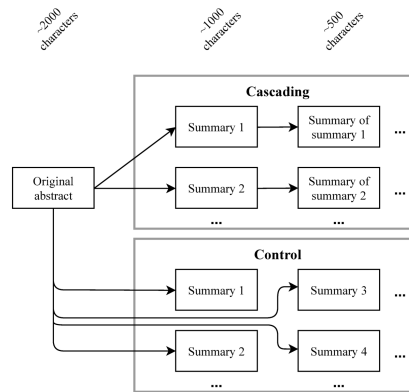 ~2000
characters
~1000
characters
~500
characters
Cascading
Summary 1
Summary of
summary 1
...
Original
abstract
Summary 2
Summary of
summary 2
...
...
...
Control
Summary 1
Summary 3
...
Summary 2
Summary 4
...
...
...